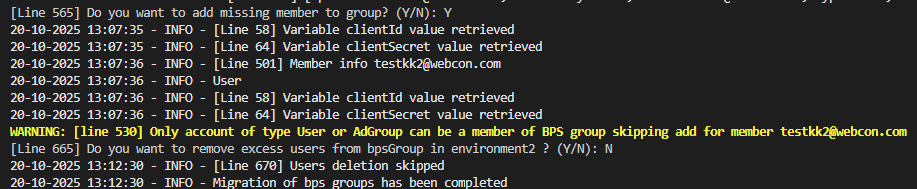 [Line 565] Do you want to add missing member to group? (Y/N): Y
20-10-2025 13:07:35 - INFO - [Line 58] Variable clientId value retrieved
20-10-2025 13:07:35 - INFO - [Line 64] Variable clientSecret value retrieved
20-10-2025 13:07:36 - INFO - [Line 501] Member info testkk2@webcon.com
20-10-2025 13:07:36 - INFO - User
20-10-2025 13:07:36 - INFO - [Line 58] Variable clientId value retrieved
20-10-2025 13:07:36 - INFO - [Line 64] Variable clientSecret value retrieved
WARNING: [line 530] Only account of type User or AdGroup can be a member of BPS group skipping add for member testkk2@webcon.com
[Line 665] Do you want to remove excess users from bpsGroup in environment2 ? (Y/N): N
20-10-2025 13:12:30 - INFO - [Line 670] Users deletion skipped
20-10-2025 13:12:30 - INFO - Migration of bps groups has been completed